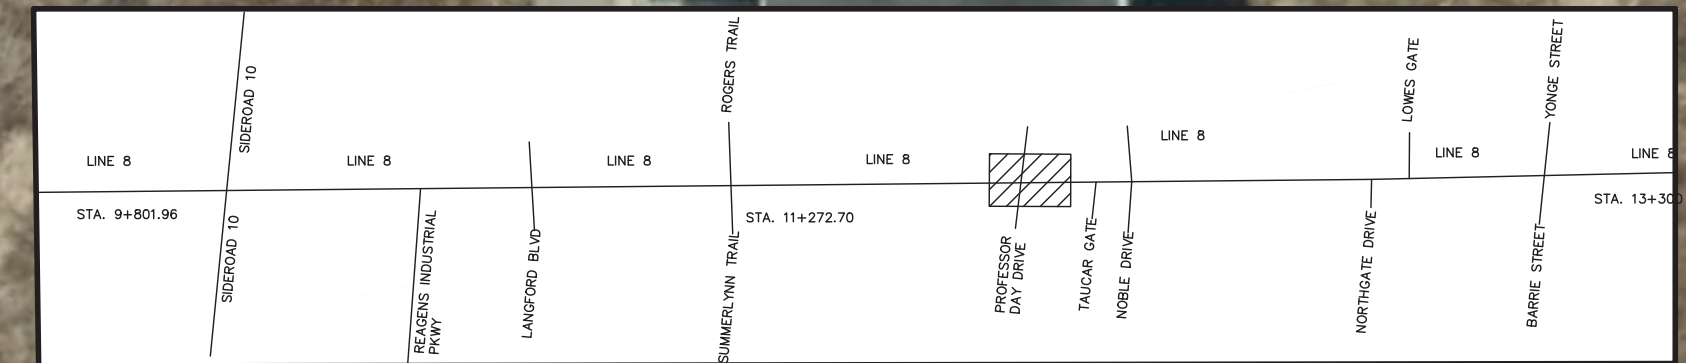 SIDEROAD 10
ROGERS TRAIL
LOWES GATE
YONGE STREET
LINE 8
LINE 8
LINE 8
LINE 8
LINE 8
LINE 8
LINE 8
STA. 9+801.96
STA. 11+272.70
STA. 13+300
SIDEROAD 10
REAGENS INDUSTRIAL
PKWY
LANGFORD BLVD
SUMMERLYNN TRAIL
PROFESSOR
DAY DRIVE
TAUCAR GATE
NOBLE DRIVE
NORTHGATE DRIVE
BARRIE STREET